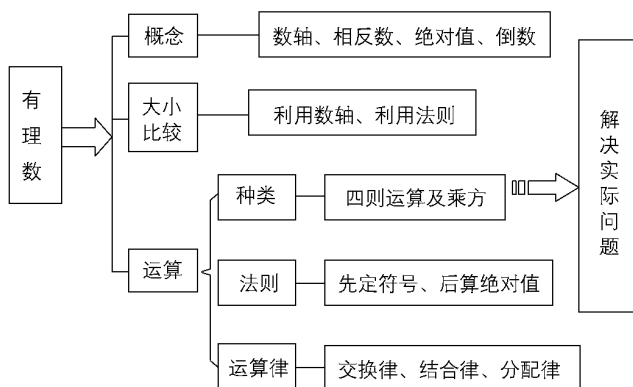 有
理
数
概念
数轴、相反数、绝对值、倒数
大小
比较
利用数轴、利用法则
运算
种类
四则运算及乘方
法则
先定符号、后算绝对值
运算律
交换律、结合律、分配律
解
决
实
际
问
题